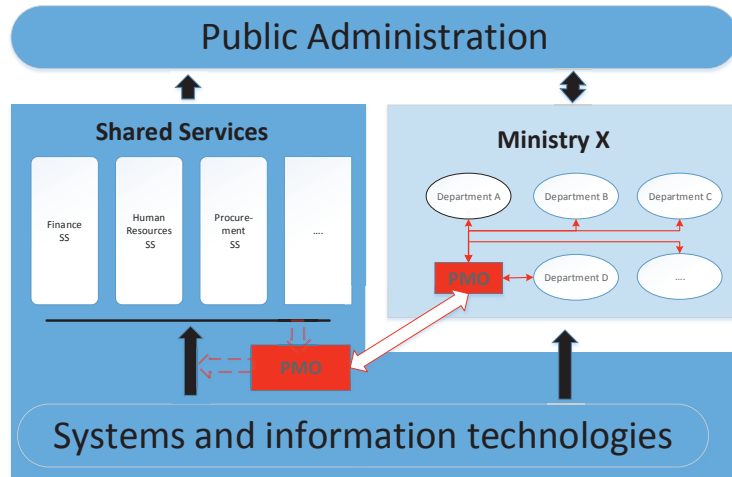 Public Administration
Shared Services
Ministry X
Finance
SS
Human
Resources
SS
Procure-
ment
SS
....
Department A
Department B
Department C
PMO
Department D
....
PMO
Systems and information technologies